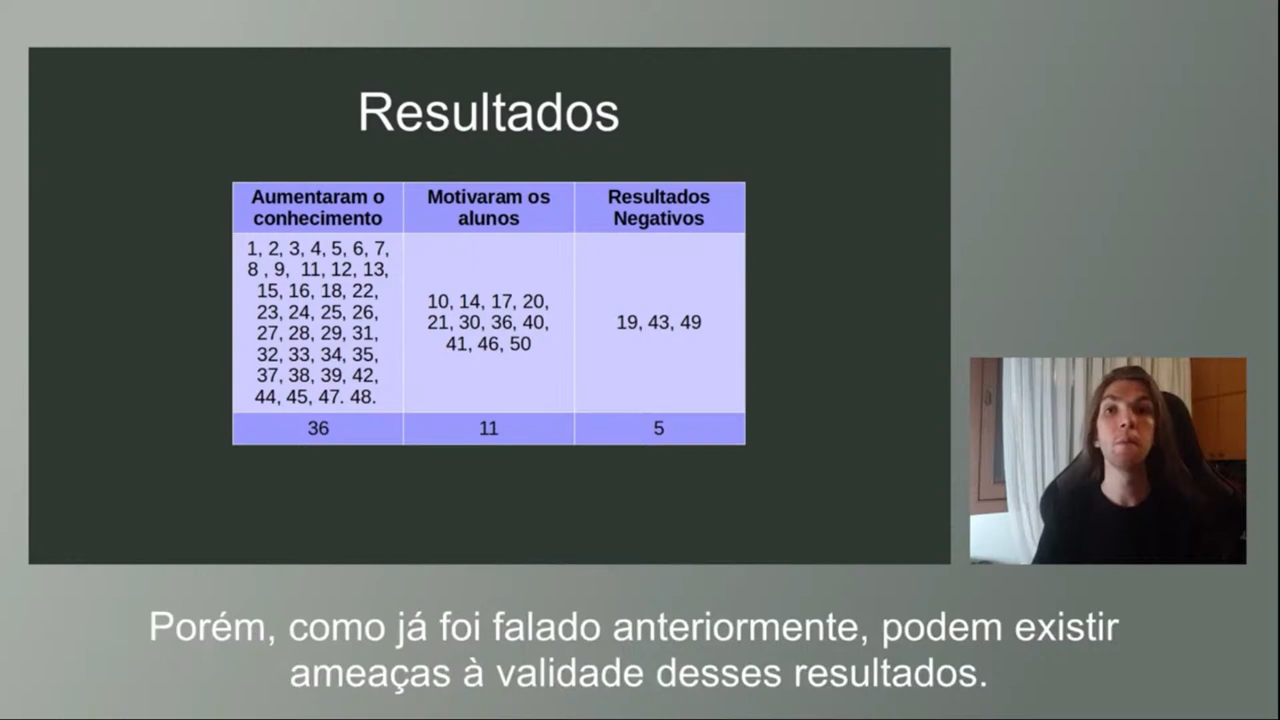 Resultados
Aumentaram o
conhecimento
Motivaram os
alunos
Resultados
Negativos
1, 2, 3, 4, 5, 6, 7,
8 , 9,  11, 12, 13,
15, 16, 18, 22,
23, 24, 25, 26,
27, 28, 29, 31,
32, 33, 34, 35,
37, 38, 39, 42,
44, 45, 47. 48.
10, 14, 17, 20,
21, 30, 36, 40,
41, 46, 50
19, 43, 49
36
11
5
Porém, como já foi falado anteriormente, podem existir
ameaças à validade desses resultados.